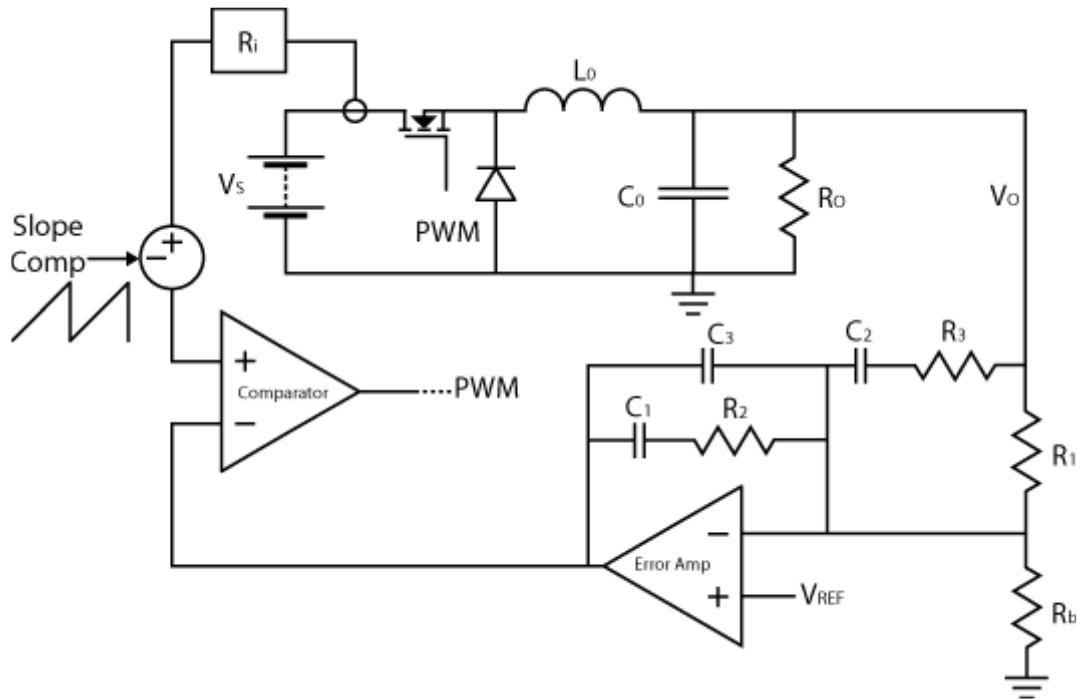 Ri
L0
VS
C0
RO
VO
PWM
Slope
Comp
+
−
C3
C2
R3
+
Comparator
−
PWM
C1
R2
R1
−
Error Amp
+
VREF
Rb